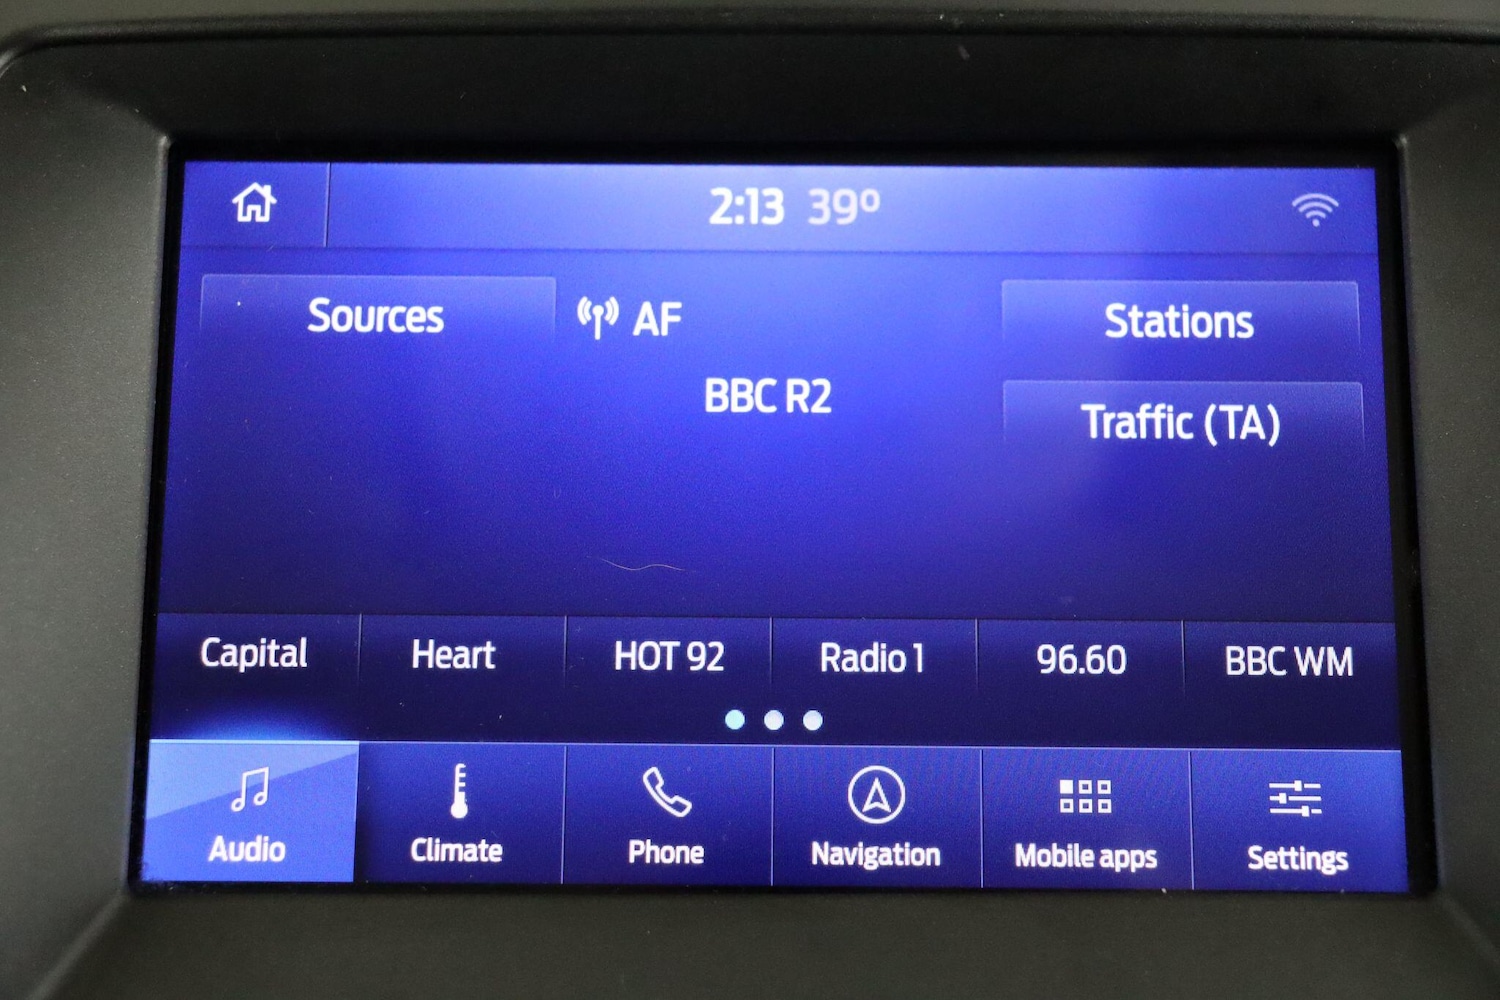 2:13 39º
Sources
AF
Stations
BBC R2
Traffic (TA)
Capital
Heart
HOT 92
Radio 1
96.60
BBC WM
Audio
Climate
Phone
Navigation
Mobile apps
Settings